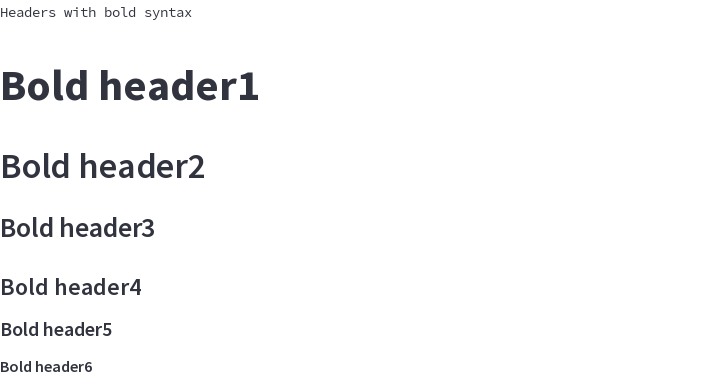 Headers with bold syntax
Bold header1
Bold header2
Bold header3
Bold header4
Bold header5
Bold header6